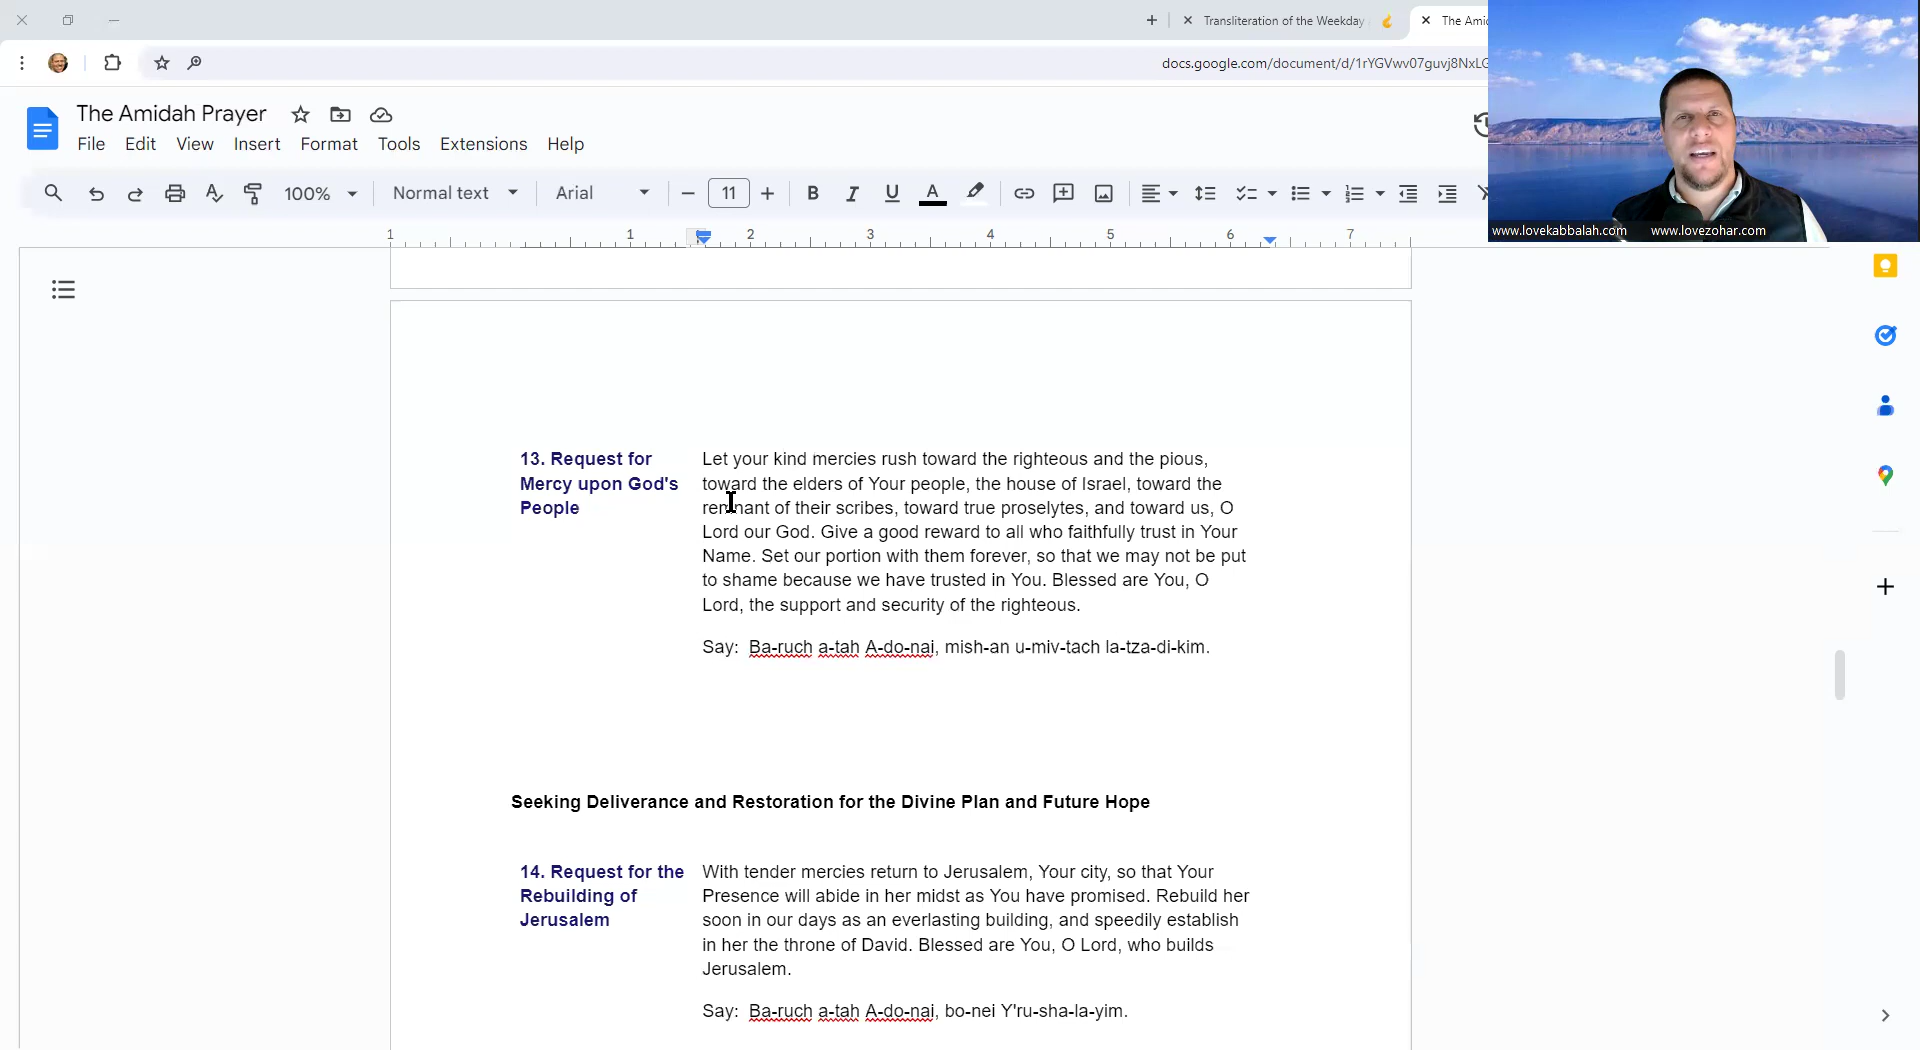 Transliteration of the Weekday
The Amid
docs.google.com/document/d/1rYGVwv07guvj8NxLG
The Amidah Prayer
File Edit View Insert Format Tools Extensions Help
100% Normal text Arial 11
1 1 2 3 4 5 6 7
www.lovekabbalah.com www.lovezohar.com
13. Request for
Mercy upon God's
People
Let your kind mercies rush toward the righteous and the pious,
toward the elders of Your people, the house of Israel, toward the
remnant of their scribes, toward true proselytes, and toward us, O
Lord our God. Give a good reward to all who faithfully trust in Your
Name. Set our portion with them forever, so that we may not be put
to shame because we have trusted in You. Blessed are You, O
Lord, the support and security of the righteous.
Say: Ba-ruch a-tah A-do-nai, mish-an u-miv-tach la-tza-di-kim.
Seeking Deliverance and Restoration for the Divine Plan and Future Hope
14. Request for the
Rebuilding of
Jerusalem
With tender mercies return to Jerusalem, Your city, so that Your
Presence will abide in her midst as You have promised. Rebuild her
soon in our days as an everlasting building, and speedily establish
in her the throne of David. Blessed are You, O Lord, who builds
Jerusalem.
Say: Ba-ruch a-tah A-do-nai, bo-nei Y'ru-sha-la-yim.